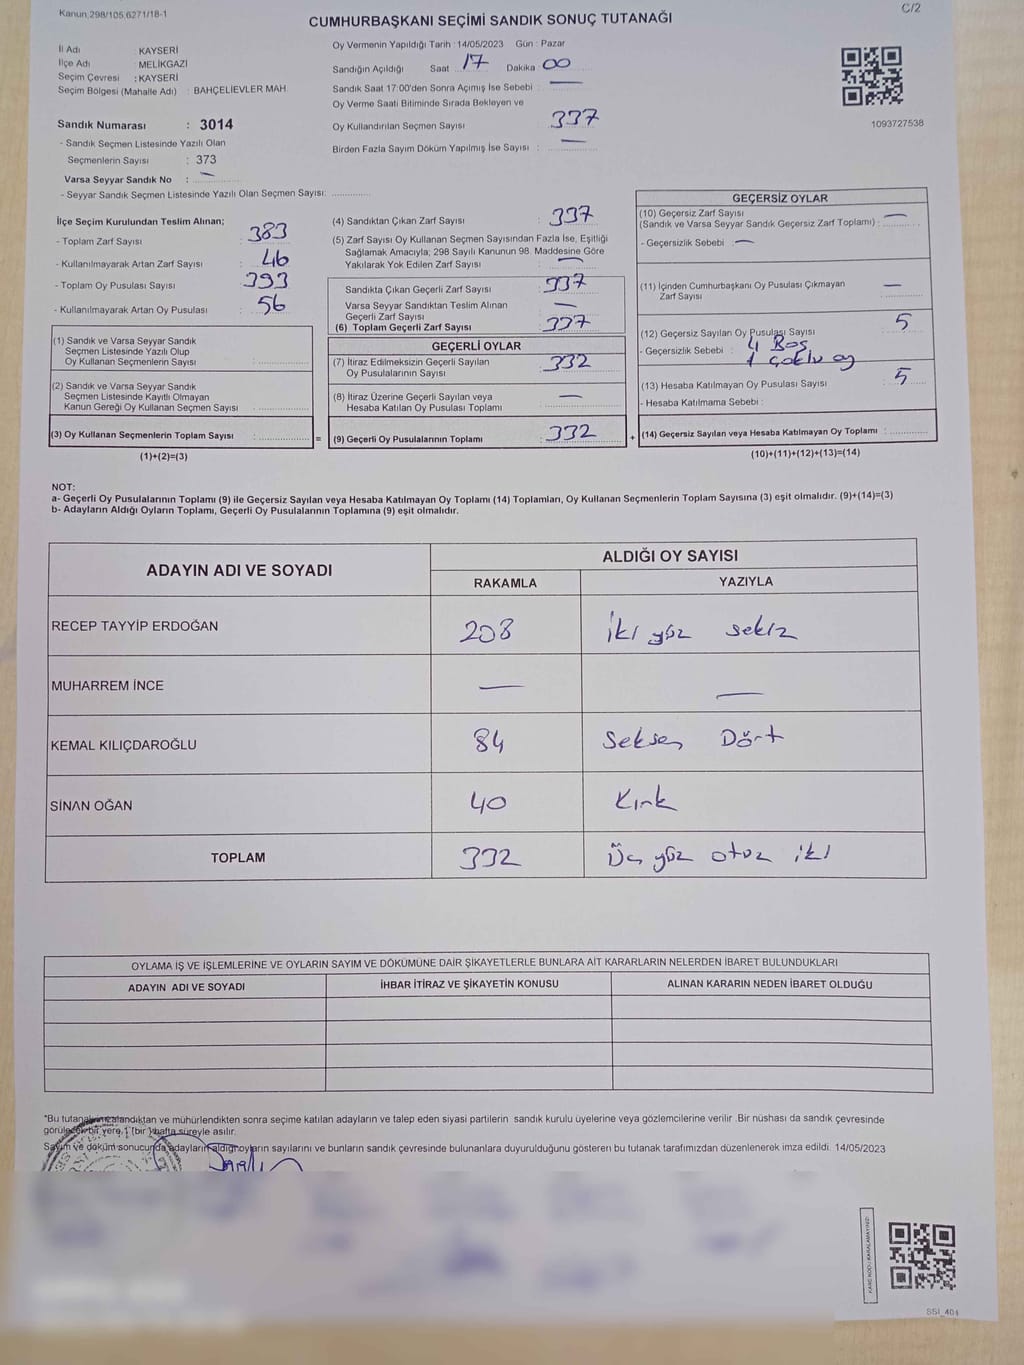 Kanun 298/105,6271/18-1
C/2
CUMHURBAŞKANI SEÇİMİ SANDIK SONUÇ TUTANAĞI
İl Adı : KAYSERİ
İlçe Adı : MELİKGAZİ
Seçim Çevresi : KAYSERİ
Seçim Bölgesi (Mahalle Adı) : BAHÇELİEVLER MAH.
Oy Vermenin Yapıldığı Tarih : 14/05/2023 Gün : Pazar
Sandığın Açıldığı Saat 17 Dakika 00
Sandık Saat 17:00'den Sonra Açımış İse Sebebi : —
Oy Verme Saati Bitiminde Sırada Bekleyen ve
Oy Kullandırılan Seçmen Sayısı 337
Birden Fazla Sayım Döküm Yapılmış İse Sayısı : —
1093727538
Sandık Numarası : 3014
- Sandık Seçmen Listesinde Yazılı Olan
Seçmenlerin Sayısı : 373
Varsa Seyyar Sandık No : —
- Seyyar Sandık Seçmen Listesinde Yazılı Olan Seçmen Sayısı:
İlçe Seçim Kurulundan Teslim Alınan;
- Toplam Zarf Sayısı : 383
- Kullanılmayarak Artan Zarf Sayısı : 46
- Toplam Oy Pusulası Sayısı : 393
- Kullanılmayarak Artan Oy Pusulası : 56
(1) Sandık ve Varsa Seyyar Sandık
Seçmen Listesinde Yazılı Olup
Oy Kullanan Seçmenlerin Sayısı :
(2) Sandık ve Varsa Seyyar Sandık
Seçmen Listesinde Kayıtlı Olmayan
Kanun Gereği Oy Kullanan Seçmen Sayısı :
(3) Oy Kullanan Seçmenlerin Toplam Sayısı :
(1)+(2)=(3)
(4) Sandıktan Çıkan Zarf Sayısı : 337
(5) Zarf Sayısı Oy Kullanan Seçmen Sayısından Fazla İse, Eşitliği
Sağlamak Amacıyla; 298 Sayılı Kanunun 98. Maddesine Göre
Yakılarak Yok Edilen Zarf Sayısı : —
Sandıkta Çıkan Geçerli Zarf Sayısı : 337
Varsa Seyyar Sandıktan Teslim Alınan
Geçerli Zarf Sayısı : —
(6) Toplam Geçerli Zarf Sayısı : 337
GEÇERLİ OYLAR
(7) İtiraz Edilmeksizin Geçerli Sayılan
Oy Pusulalarının Sayısı : 332
(8) İtiraz Üzerine Geçerli Sayılan veya
Hesaba Katılan Oy Pusulası Toplamı : —
= (9) Geçerli Oy Pusulalarının Toplamı : 332
GEÇERSİZ OYLAR
(10) Geçersiz Zarf Sayısı
(Sandık ve Varsa Seyyar Sandık Geçersiz Zarf Toplamı) : —
- Geçersizlik Sebebi : —
(11) İçinden Cumhurbaşkanı Oy Pusulası Çıkmayan
Zarf Sayısı : —
(12) Geçersiz Sayılan Oy Pusulası Sayısı : 5
- Geçersizlik Sebebi : 4 Boş
1 Çoklu oy
(13) Hesaba Katılmayan Oy Pusulası Sayısı : 5
- Hesaba Katılmama Sebebi :
+ (14) Geçersiz Sayılan veya Hesaba Katılmayan Oy Toplamı :
(10)+(11)+(12)+(13)=(14)
NOT:
a- Geçerli Oy Pusulalarının Toplamı (9) ile Geçersiz Sayılan veya Hesaba Katılmayan Oy Toplamı (14) Toplamları, Oy Kullanan Seçmenlerin Toplam Sayısına (3) eşit olmalıdır. (9)+(14)=(3)
b- Adayların Aldığı Oyların Toplamı, Geçerli Oy Pusulalarının Toplamına (9) eşit olmalıdır.
ADAYIN ADI VE SOYADI
ALDIĞI OY SAYISI
RAKAMLA YAZIYLA
RECEP TAYYİP ERDOĞAN 208 İki yüz sekiz
MUHARREM İNCE — —
KEMAL KILIÇDAROĞLU 84 Seksen Dört
SİNAN OĞAN 40 Kırk
TOPLAM 332 Üç yüz otuz iki
OYLAMA İŞ VE İŞLEMLERİNE VE OYLARIN SAYIM VE DÖKÜMÜNE DAİR ŞİKAYETLERLE BUNLARA AİT KARARLARIN NELERDEN İBARET BULUNDUKLARI
ADAYIN ADI VE SOYADI İHBAR İTİRAZ VE ŞİKAYETİN KONUSU ALINAN KARARIN NEDEN İBARET OLDUĞU
*Bu tutanak imzalandıktan ve mühürlendikten sonra seçime katılan adayların ve talep eden siyasi partilerin sandık kurulu üyelerine veya gözlemcilerine verilir. Bir nüshası da sandık çevresinde
görülecek bir yere 1 (bir) hafta süreyle asılır.
Sayım ve döküm sonucunda adayların aldığı oyların sayılarını ve bunların sandık çevresinde bulunanlara duyurulduğunu gösteren bu tutanak tarafımızdan düzenlenerek imza edildi. 14/05/2023
SSİ_404